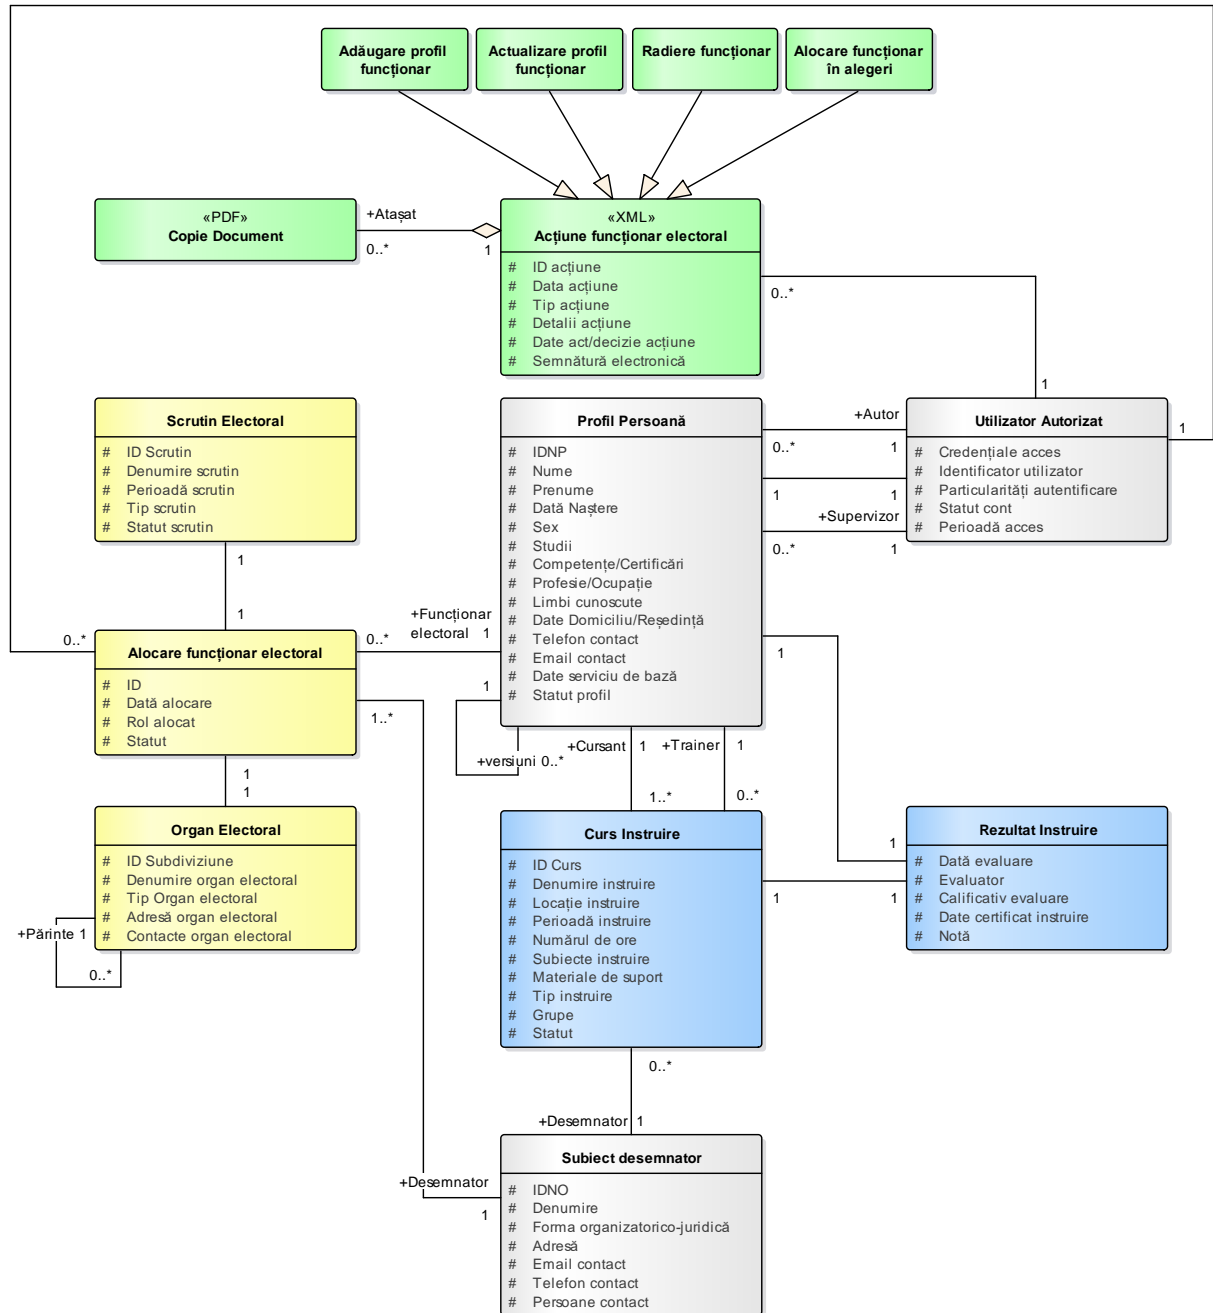 Adăugare profil
funcționar
Actualizare profil
funcționar
Radiere funcționar
Alocare funcționar
în alegeri
«PDF»
Copie Document
+Atașat
0..*
1
«XML»
Acțiune funcționar electoral
# ID acțiune
# Data acțiune
# Tip acțiune
# Detalii acțiune
# Date act/decizie acțiune
# Semnătură electronică
0..*
1
Scrutin Electoral
# ID Scrutin
# Denumire scrutin
# Perioadă scrutin
# Tip scrutin
# Statut scrutin
1
1
Profil Persoană
# IDNP
# Nume
# Prenume
# Dată Naștere
# Sex
# Studii
# Competențe/Certificări
# Profesie/Ocupație
# Limbi cunoscute
# Date Domiciliu/Reședință
# Telefon contact
# Email contact
# Date serviciu de bază
# Statut profil
+Autor
0..*
1
1
1
+Supervizor
0..*
1
Utilizator Autorizat
# Credențiale acces
# Identificator utilizator
# Particularități autentificare
# Statut cont
# Perioadă acces
1
0..*
0..*
+Funcționar
electoral 1
Alocare funcționar electoral
# ID
# Dată alocare
# Rol alocat
# Statut
1..*
1
1
1
+versiuni 0..*
+Cursant 1
1..*
+Trainer 1
0..*
1
1
Organ Electoral
# ID Subdiviziune
# Denumire organ electoral
# Tip Organ electoral
# Adresă organ electoral
# Contacte organ electoral
+Părinte 1
0..*
Curs Instruire
# ID Curs
# Denumire instruire
# Locație instruire
# Perioadă instruire
# Numărul de ore
# Subiecte instruire
# Materiale de suport
# Tip instruire
# Grupe
# Statut
1
1
Rezultat Instruire
# Dată evaluare
# Evaluator
# Calificativ evaluare
# Date certificat instruire
# Notă
0..*
+Desemnator 1
+Desemnator
1
Subiect desemnator
# IDNO
# Denumire
# Forma organizatorico-juridică
# Adresă
# Email contact
# Telefon contact
# Persoane contact